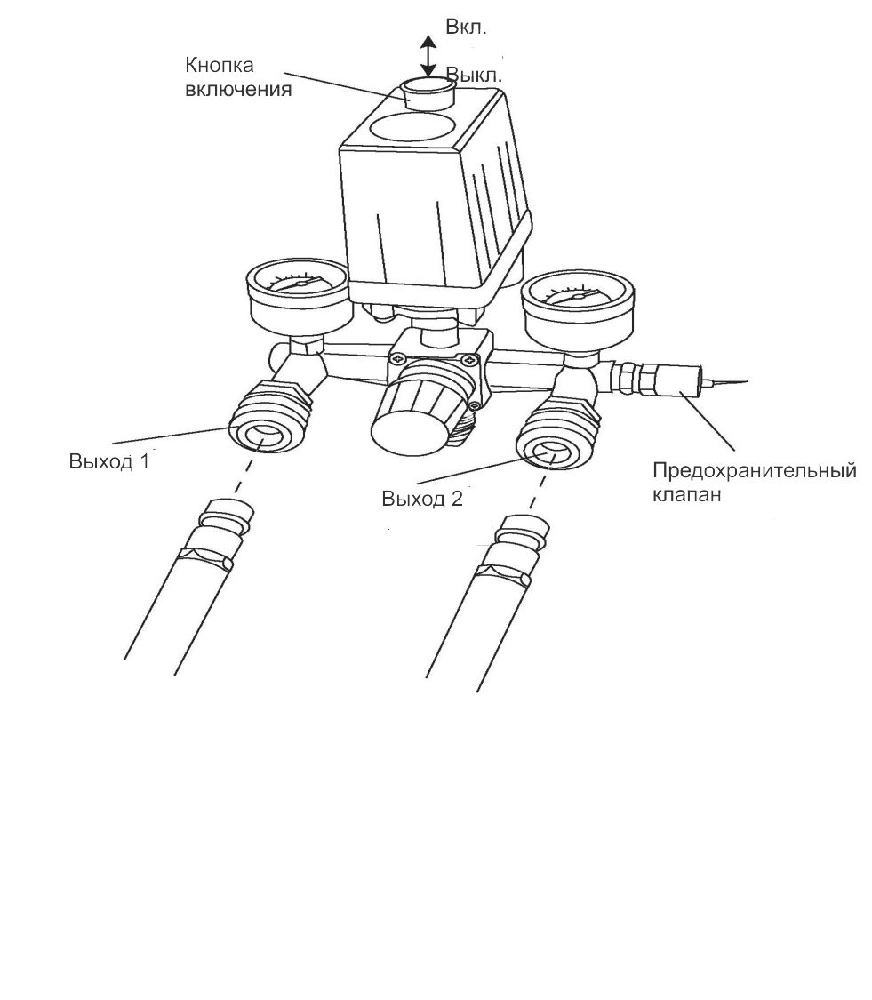 Вкл.
Кнопка
включения
Выкл.
Выход 1
Выход 2
Предохранительный
клапан